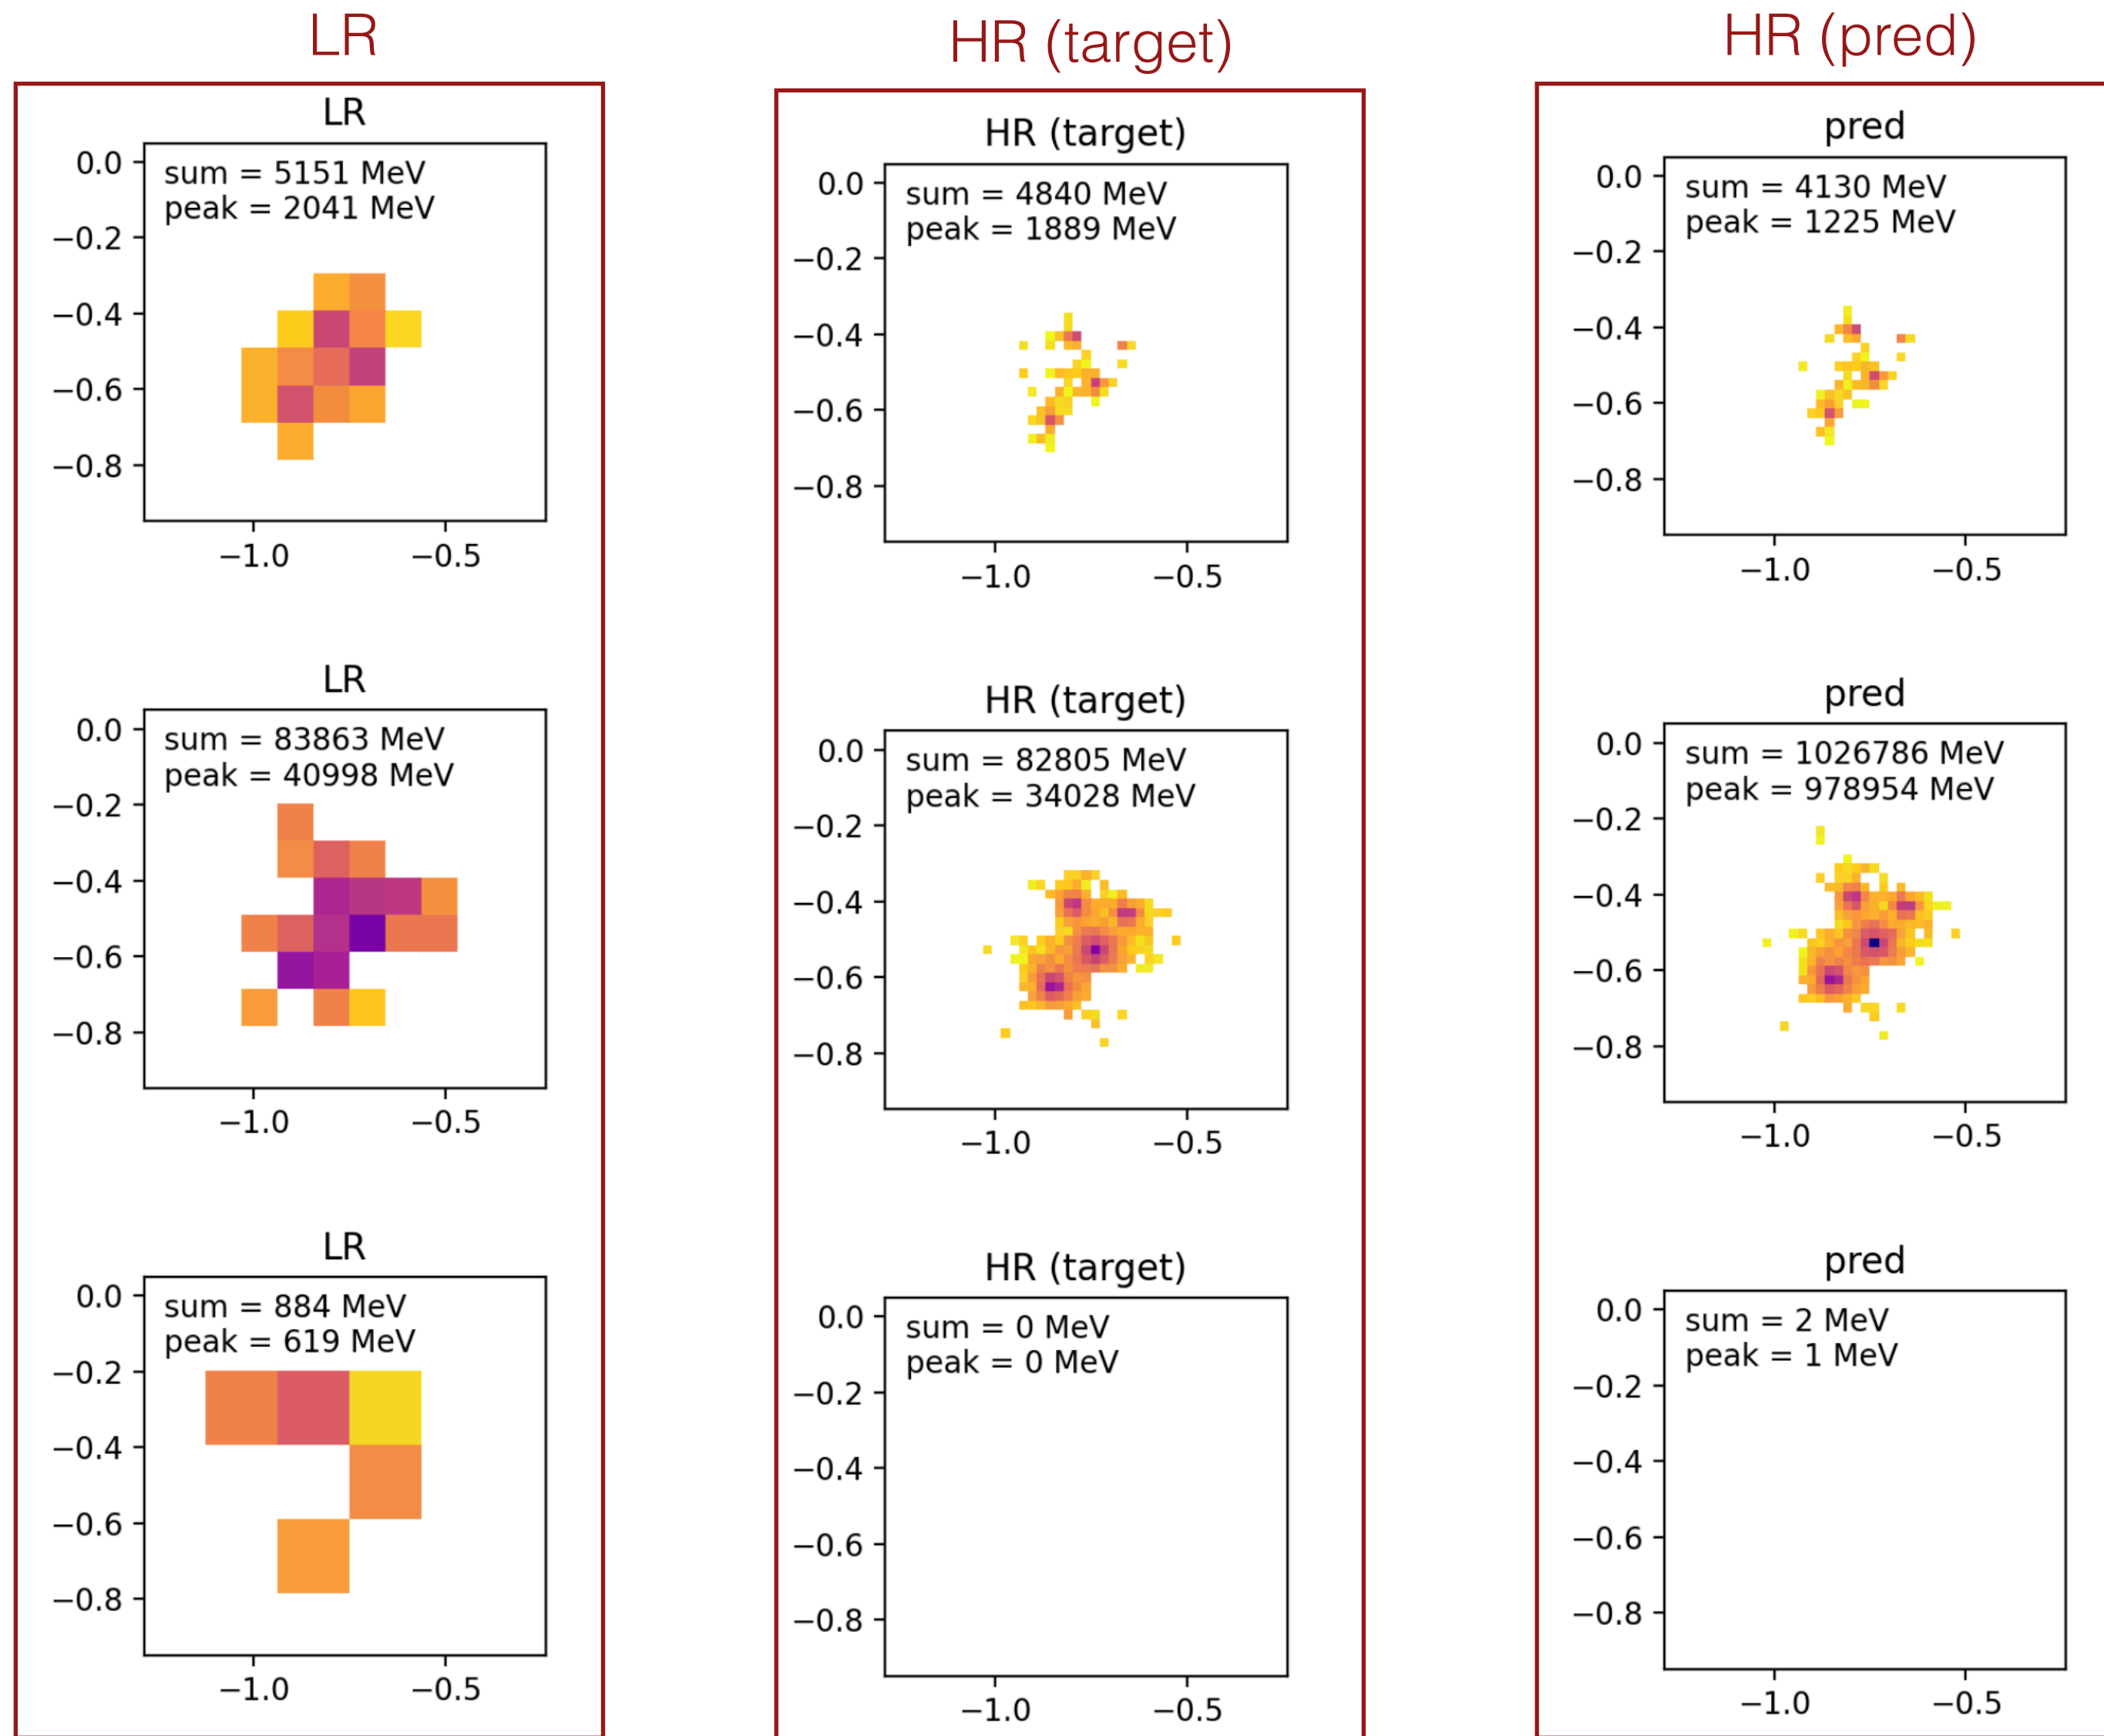 LR
HR (target)
HR (pred)
LR
sum = 5151 MeV
peak = 2041 MeV
0.0
−0.2
−0.4
−0.6
−0.8
−1.0
−0.5
HR (target)
sum = 4840 MeV
peak = 1889 MeV
0.0
−0.2
−0.4
−0.6
−0.8
−1.0
−0.5
pred
sum = 4130 MeV
peak = 1225 MeV
0.0
−0.2
−0.4
−0.6
−0.8
−1.0
−0.5
LR
sum = 83863 MeV
peak = 40998 MeV
0.0
−0.2
−0.4
−0.6
−0.8
−1.0
−0.5
HR (target)
sum = 82805 MeV
peak = 34028 MeV
0.0
−0.2
−0.4
−0.6
−0.8
−1.0
−0.5
pred
sum = 1026786 MeV
peak = 978954 MeV
0.0
−0.2
−0.4
−0.6
−0.8
−1.0
−0.5
LR
sum = 884 MeV
peak = 619 MeV
0.0
−0.2
−0.4
−0.6
−0.8
−1.0
−0.5
HR (target)
sum = 0 MeV
peak = 0 MeV
0.0
−0.2
−0.4
−0.6
−0.8
−1.0
−0.5
pred
sum = 2 MeV
peak = 1 MeV
0.0
−0.2
−0.4
−0.6
−0.8
−1.0
−0.5